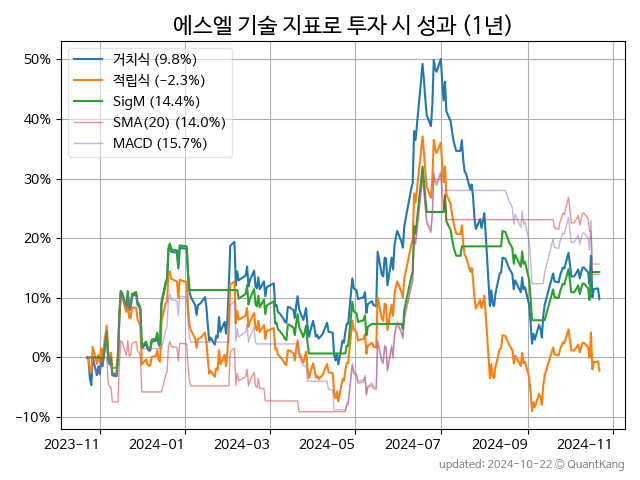 에스엘 기술 지표로 투자 시 성과 (1년)
거치식 (9.8%)
적립식 (-2.3%)
SigM (14.4%)
SMA(20) (14.0%)
MACD (15.7%)
50%
40%
30%
20%
10%
0%
-10%
2023-11 2024-01 2024-03 2024-05 2024-07 2024-09 2024-11
updated: 2024-10-22 © QuantKang